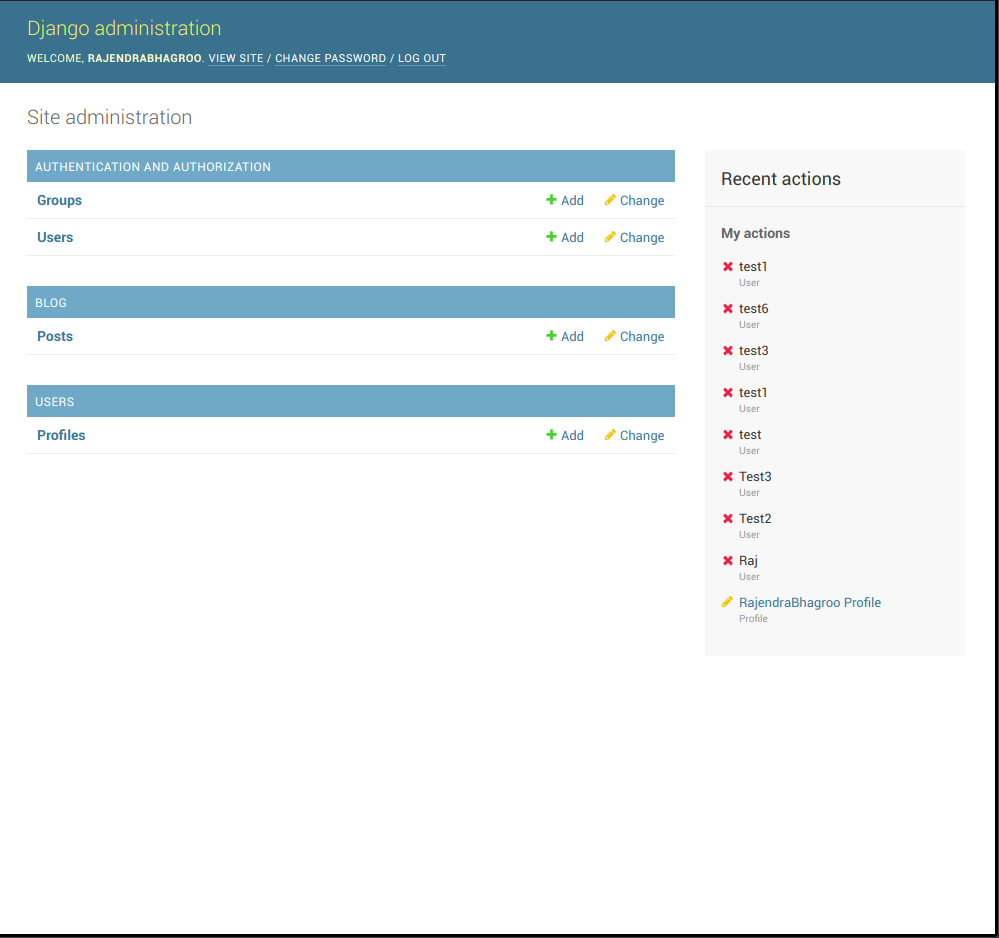 Django administration
WELCOME, RAJENDRABHAGROO. VIEW SITE / CHANGE PASSWORD / LOG OUT
Site administration
AUTHENTICATION AND AUTHORIZATION
Groups Add Change
Users Add Change
BLOG
Posts Add Change
USERS
Profiles Add Change
Recent actions
My actions
test1
User
test6
User
test3
User
test1
User
test
User
Test3
User
Test2
User
Raj
User
RajendraBhagroo Profile
Profile